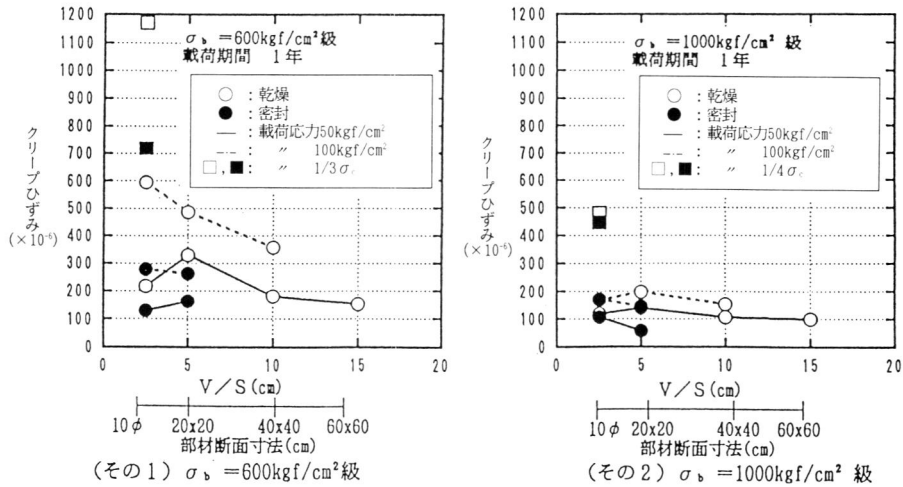 1200
1100
1000
900
800
700
600
500
400
300
200
100
0
クリープひずみ
(×10⁻⁶)
σb =600kgf/cm²級
載荷期間 1年
○ :乾燥
● :密封
── :載荷応力50kgf/cm²
---- : 〃 100kgf/cm²
□,■: 〃 1/3σc
0 5 10 15 20
V/S(cm)
10φ 20x20 40x40 60x60
部材断面寸法(cm)
(その1) σb =600kgf/cm²級
1200
1100
1000
900
800
700
600
500
400
300
200
100
0
クリープひずみ
(×10⁻⁶)
σb =1000kgf/cm² 級
載荷期間 1年
○ :乾燥
● :密封
── :載荷応力50kgf/cm²
---- : 〃 100kgf/cm²
□,■: 〃 1/4σc
0 5 10 15 20
V/S(cm)
10φ 20x20 40x40 60x60
部材断面寸法(cm)
(その2) σb =1000kgf/cm² 級